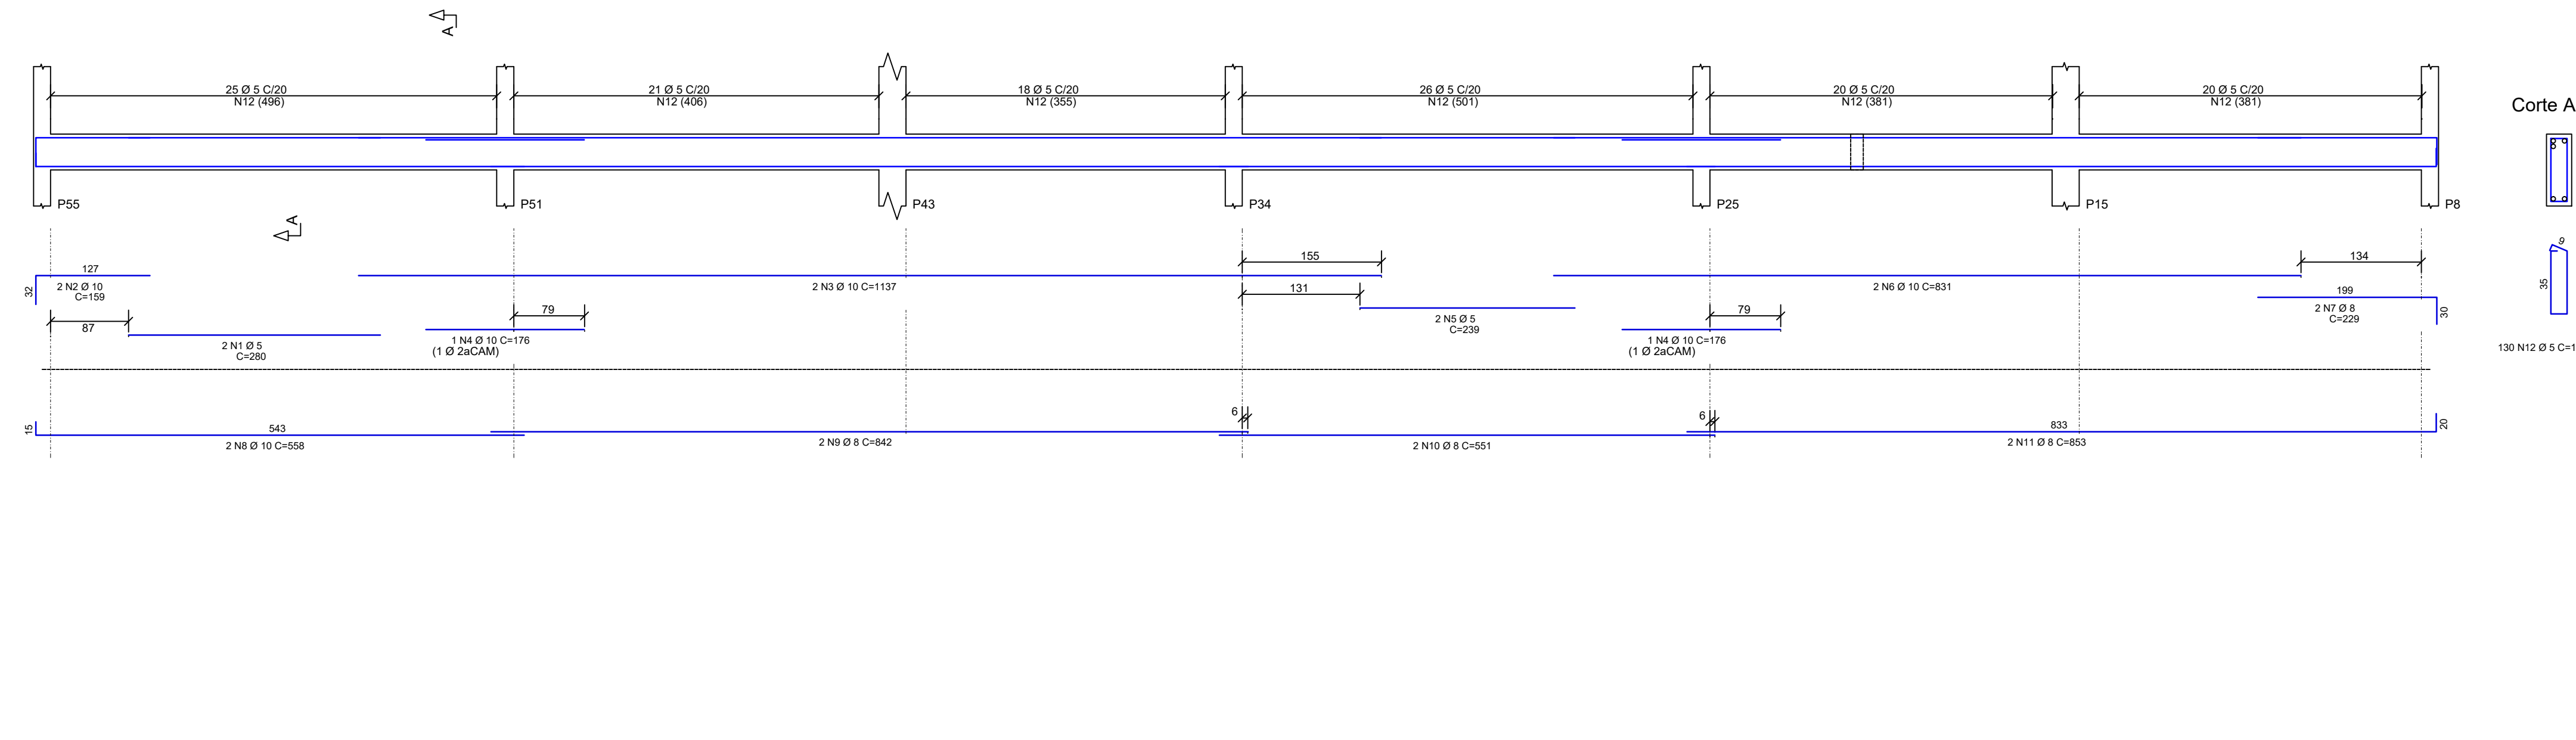 A
25 Ø 5 C/20
N12 (496)
21 Ø 5 C/20
N12 (406)
18 Ø 5 C/20
N12 (355)
26 Ø 5 C/20
N12 (501)
20 Ø 5 C/20
N12 (381)
20 Ø 5 C/20
N12 (381)
Corte A
P55
P51
P43
P34
P25
P15
P8
A
127
32
2 N2 Ø 10
C=159
87
2 N1 Ø 5
C=280
79
1 N4 Ø 10 C=176
(1 Ø 2aCAM)
2 N3 Ø 10 C=1137
155
131
2 N5 Ø 5
C=239
79
1 N4 Ø 10 C=176
(1 Ø 2aCAM)
2 N6 Ø 10 C=831
134
199
2 N7 Ø 8
C=229
30
9
35
130 N12 Ø 5 C=1
15
543
2 N8 Ø 10 C=558
2 N9 Ø 8 C=842
6
2 N10 Ø 8 C=551
6
833
2 N11 Ø 8 C=853
20